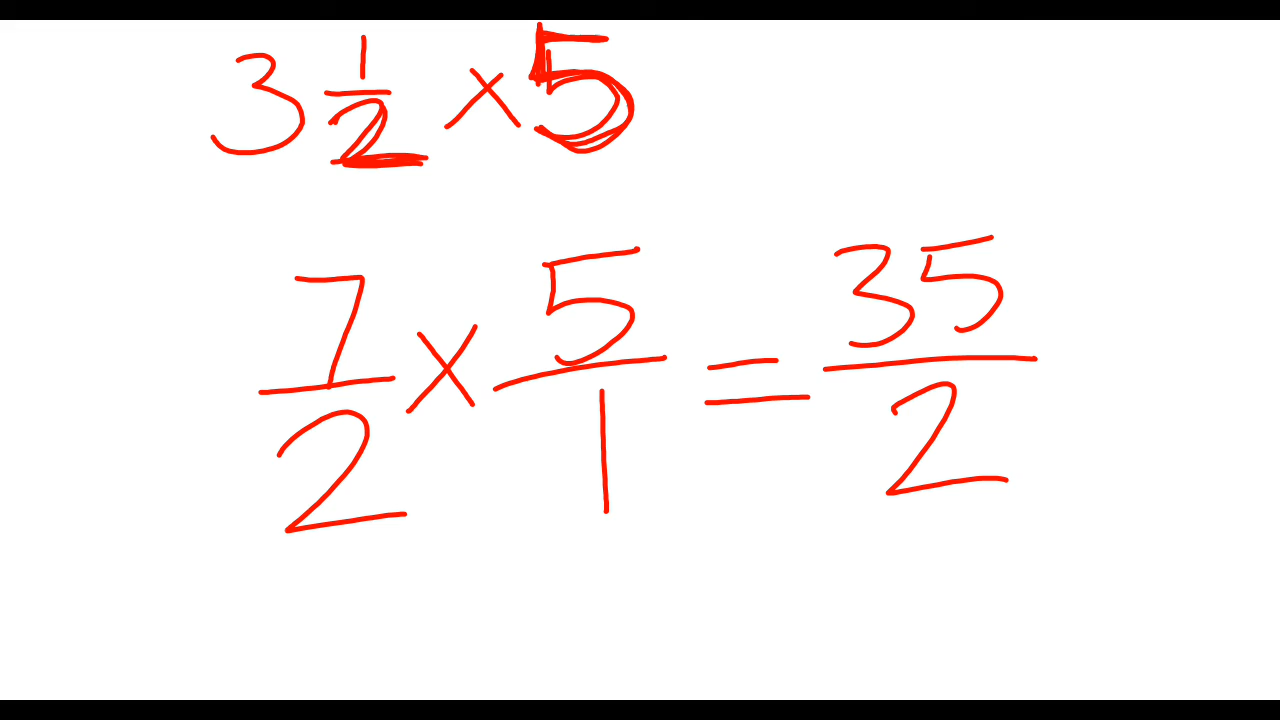 3 1/2 × 5
7/2 × 5/1 = 35/2